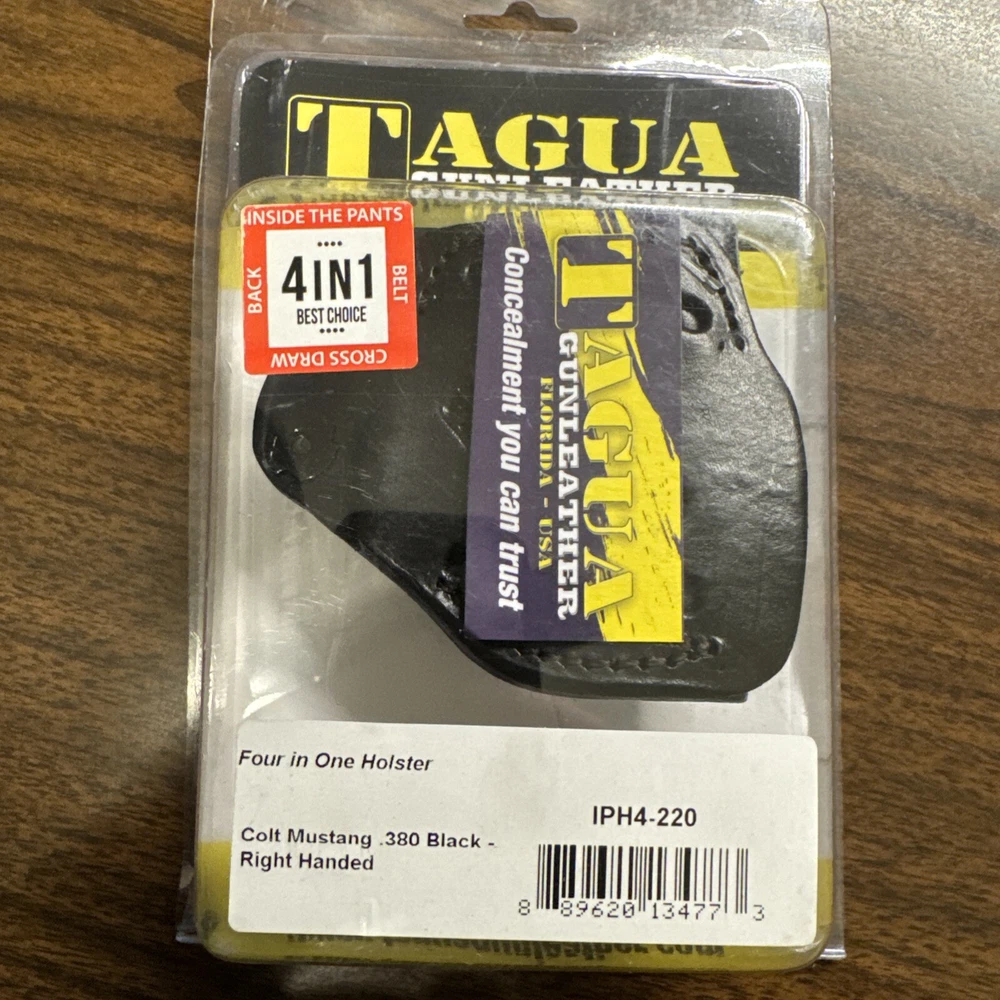 TAGUA
GUNLEATHER
INSIDE THE PANTS
BACK
4IN1
BEST CHOICE
BELT
CROSS DRAW
TAGUA
GUNLEATHER
FLORIDA - USA
Concealment you can trust
Four in One Holster
IPH4-220
Colt Mustang .380 Black -
Right Handed
8 89620 13477 3